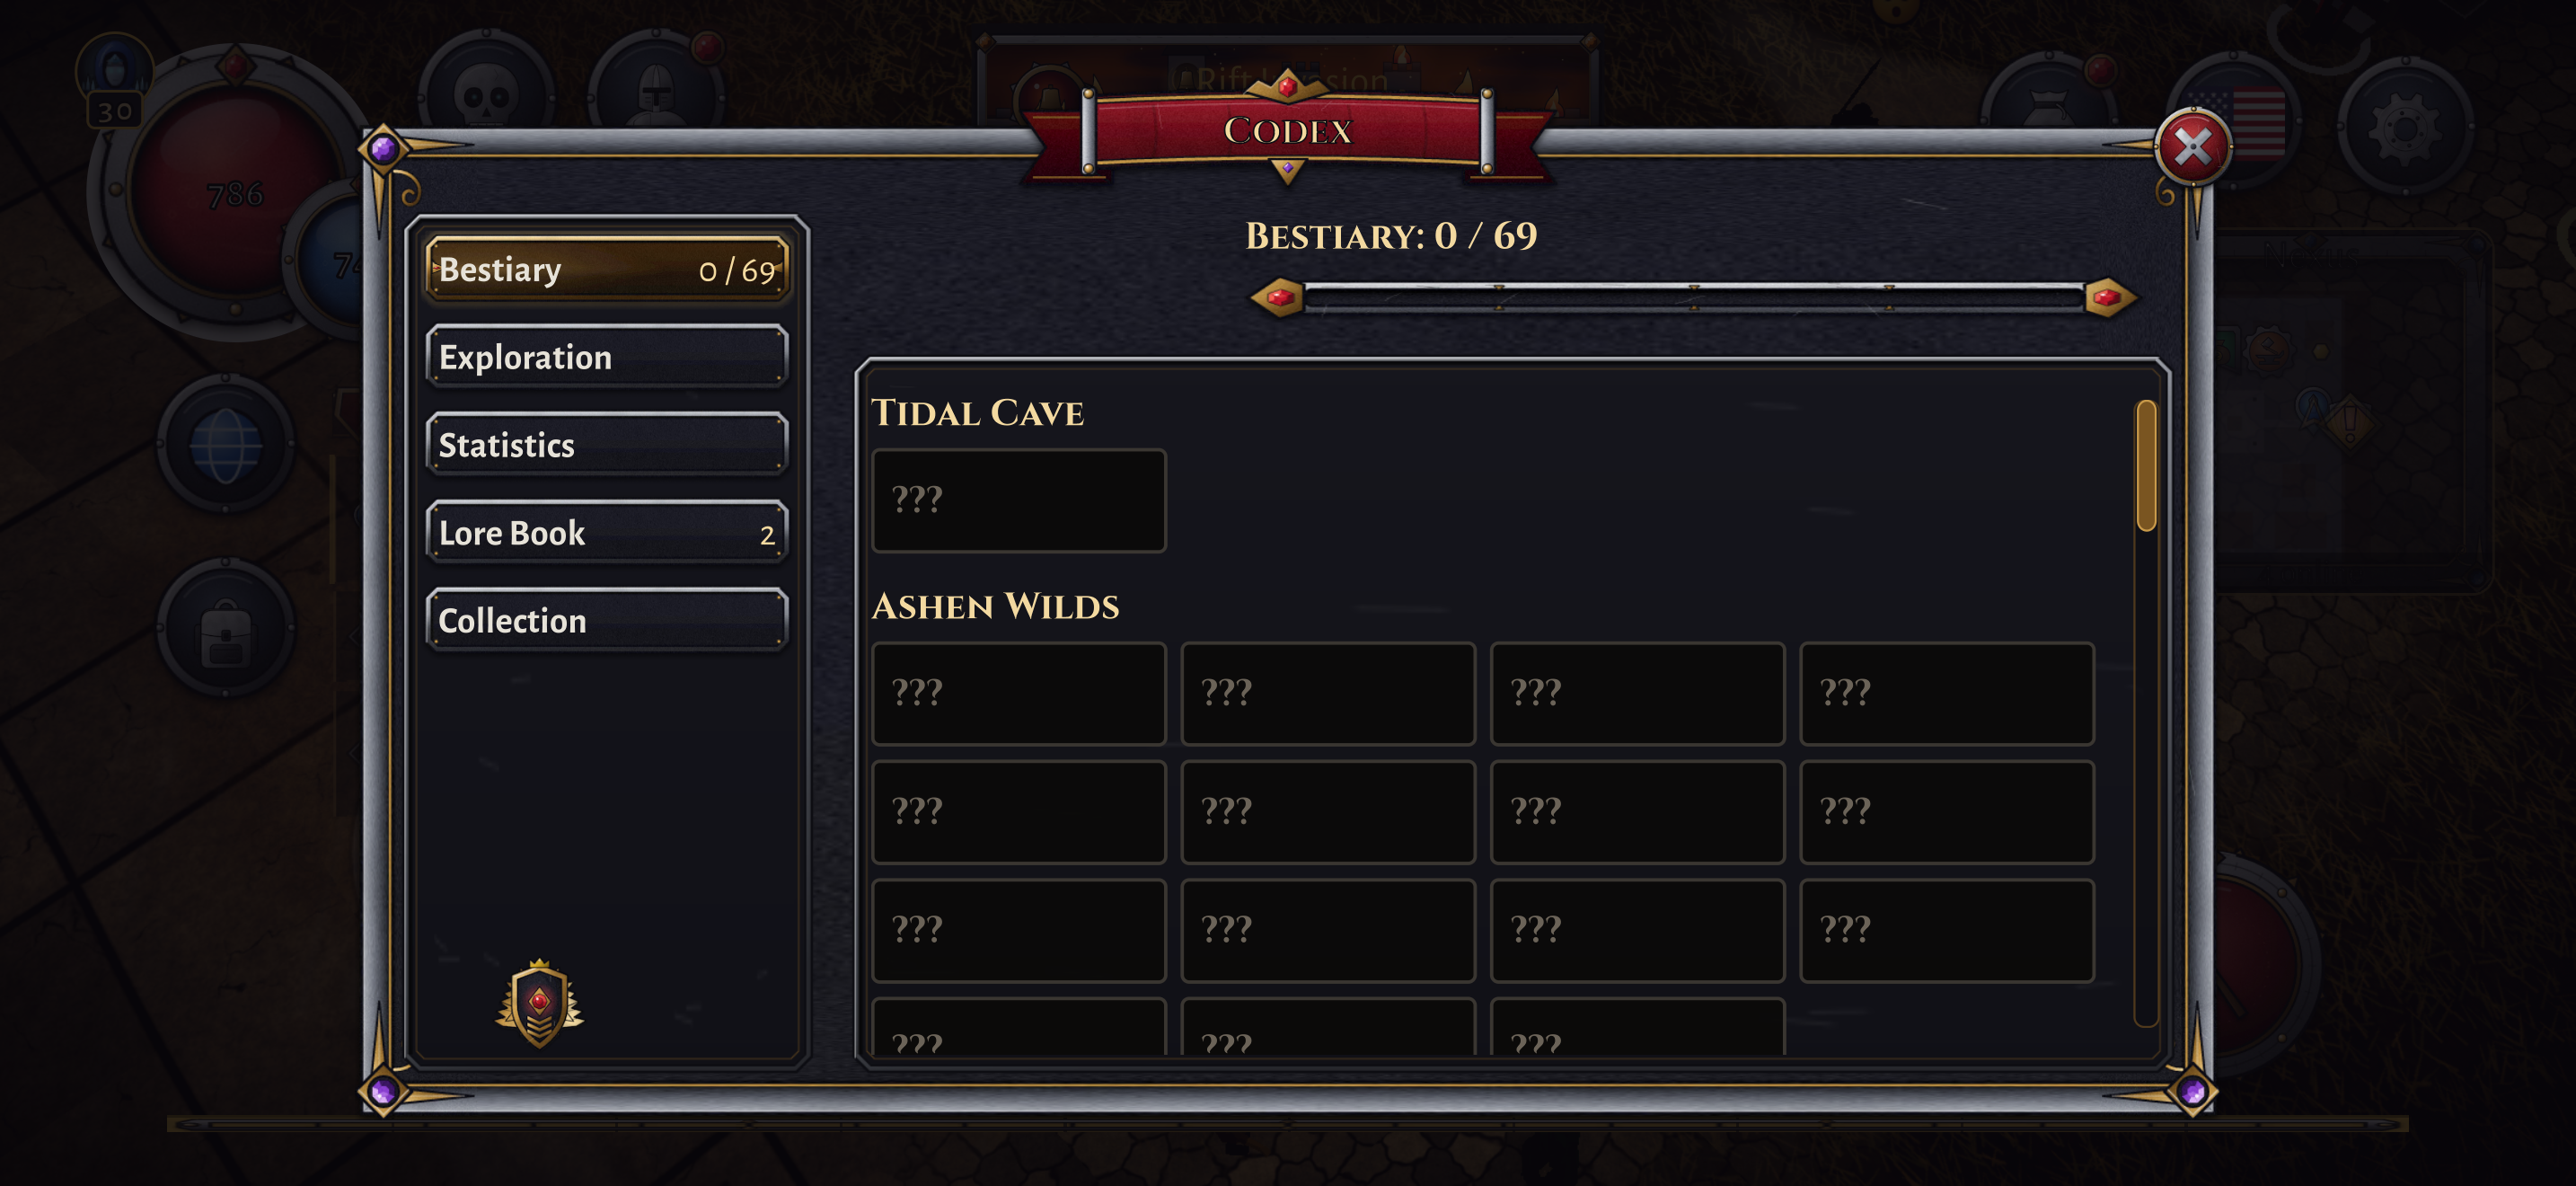 30
786
Codex
Bestiary: 0 / 69
Bestiary 0 / 69
Exploration
Statistics
Lore Book 2
Collection
Tidal Cave
???
Ashen Wilds
??? ??? ??? ???
??? ??? ??? ???
??? ??? ??? ???
??? ??? ???